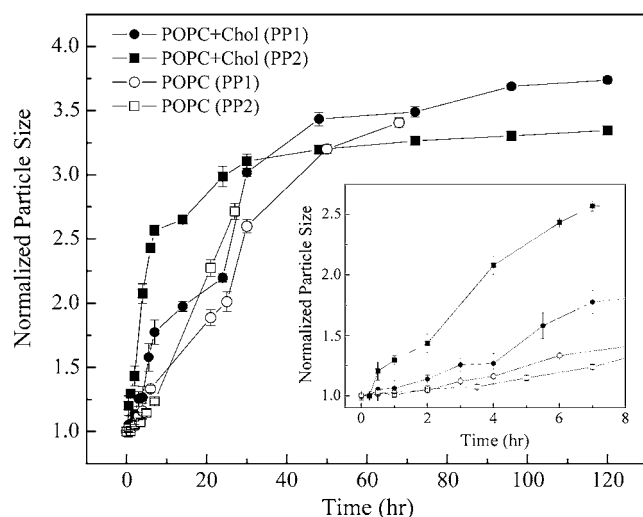 POPC+Chol (PP1)
POPC+Chol (PP2)
POPC (PP1)
POPC (PP2)
Normalized Particle Size
4.0
3.5
3.0
2.5
2.0
1.5
1.0
0 20 40 60 80 100 120
Time (hr)
Normalized Particle Size
2.5
2.0
1.5
1.0
0 2 4 6 8
Time (hr)